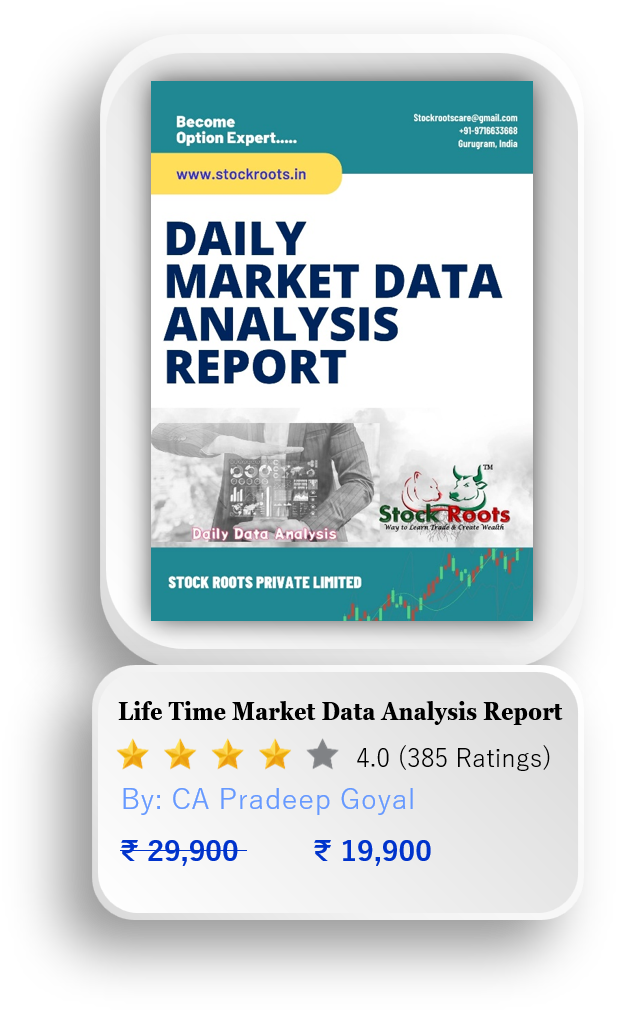 Become
Option Expert.....
Stockrootscare@gmail.com
+91-9716633668
Gurugram, India
www.stockroots.in
DAILY
MARKET DATA
ANALYSIS
REPORT
Daily Data Analysis
TM
Stock Roots
Way to Learn Trade & Create Wealth
STOCK ROOTS PRIVATE LIMITED
Life Time Market Data Analysis Report
4.0 (385 Ratings)
By: CA Pradeep Goyal
₹ 29,900 ₹ 19,900